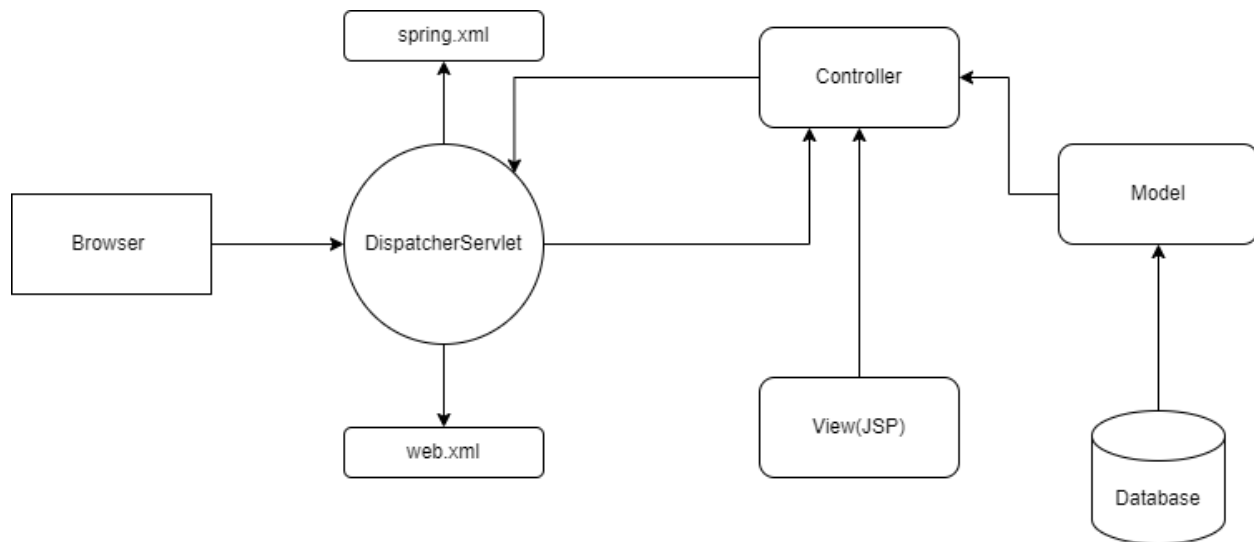 spring.xml
Controller
Model
Browser
DispatcherServlet
View(JSP)
web.xml
Database